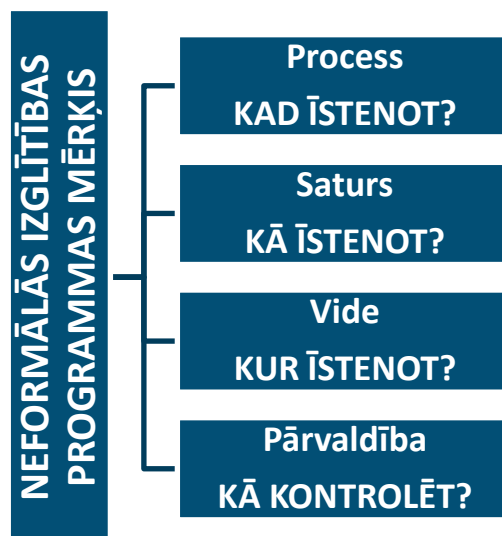 NEFORMĀLĀS IZGLĪTĪBAS
PROGRAMMAS MĒRĶIS
Process
KAD ĪSTENOT?
Saturs
KĀ ĪSTENOT?
Vide
KUR ĪSTENOT?
Pārvaldība
KĀ KONTROLĒT?